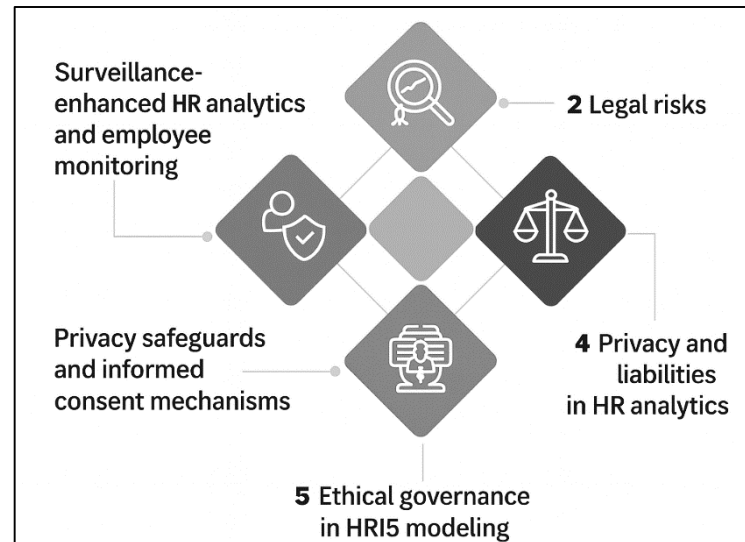 Surveillance-
enhanced HR analytics
and employee
monitoring
2 Legal risks
Privacy safeguards
and informed
consent mechanisms
4 Privacy and
liabilities
in HR analytics
5 Ethical governance
in HRI5 modeling